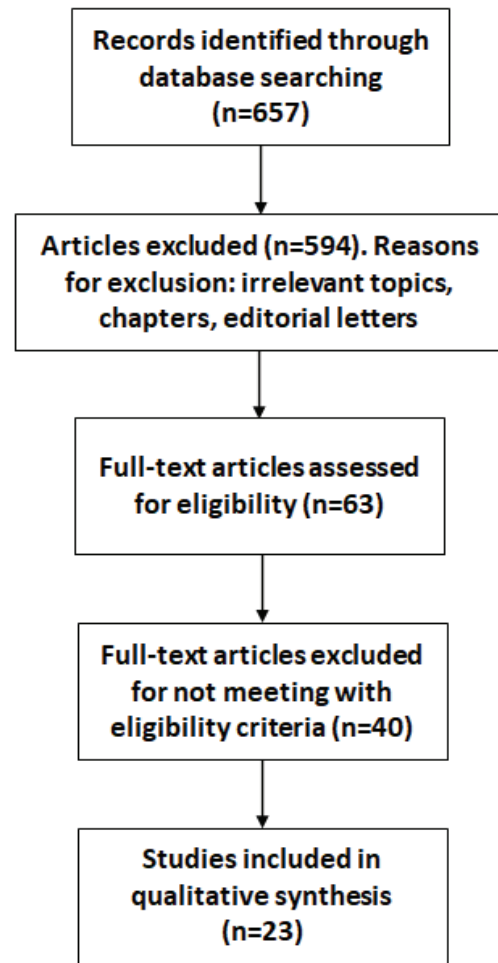 Records identified through
database searching
(n=657)
Articles excluded (n=594). Reasons
for exclusion: irrelevant topics,
chapters, editorial letters
Full-text articles assessed
for eligibility (n=63)
Full-text articles excluded
for not meeting with
eligibility criteria (n=40)
Studies included in
qualitative synthesis
(n=23)